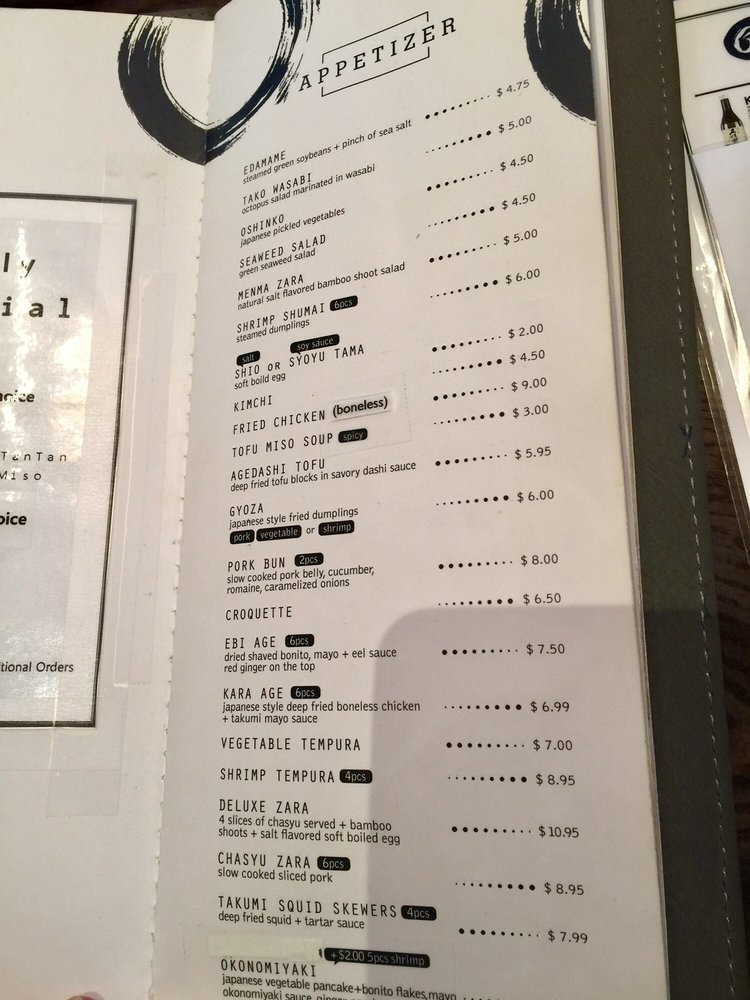 APPETIZER
EDAMAME ......... $ 4.75
steamed green soybeans + pinch of sea salt
TAKO WASABI ......... $ 5.00
octopus salad marinated in wasabi
OSHINKO ......... $ 4.50
japanese pickled vegetables
SEAWEED SALAD ......... $ 4.50
green seaweed salad
MENMA ZARA ......... $ 5.00
natural salt flavored bamboo shoot salad
SHRIMP SHUMAI 6pcs ......... $ 6.00
steamed dumplings
salt soy sauce
SHIO OR SYOYU TAMA ......... $ 2.00
soft boild egg
KIMCHI ......... $ 4.50
FRIED CHICKEN (boneless) ......... $ 9.00
TOFU MISO SOUP spicy ......... $ 3.00
AGEDASHI TOFU ......... $ 5.95
deep fried tofu blocks in savory dashi sauce
GYOZA ......... $ 6.00
japanese style fried dumplings
pork vegetable or shrimp
PORK BUN 2pcs ......... $ 8.00
slow cooked pork belly, cucumber,
romaine, caramelized onions
CROQUETTE ......... $ 6.50
EBI AGE 6pcs ......... $ 7.50
dried shaved bonito, mayo + eel sauce
red ginger on the top
KARA AGE 6pcs ......... $ 6.99
japanese style deep fried boneless chicken
+ takumi mayo sauce
VEGETABLE TEMPURA ......... $ 7.00
SHRIMP TEMPURA 4pcs ......... $ 8.95
DELUXE ZARA ......... $10.95
4 slices of chasyu served + bamboo
shoots + salt flavored soft boiled egg
CHASYU ZARA 6pcs ......... $ 8.95
slow cooked sliced pork
TAKUMI SQUID SKEWERS 4pcs ......... $ 7.99
deep fried squid + tartar sauce
+$2.00 5pcs shrimp
OKONOMIYAKI
japanese vegetable pancake+bonito flakes,mayo
okonomiyaki sauce, ginger
ly
ial
TanTan
Miso
tional Orders